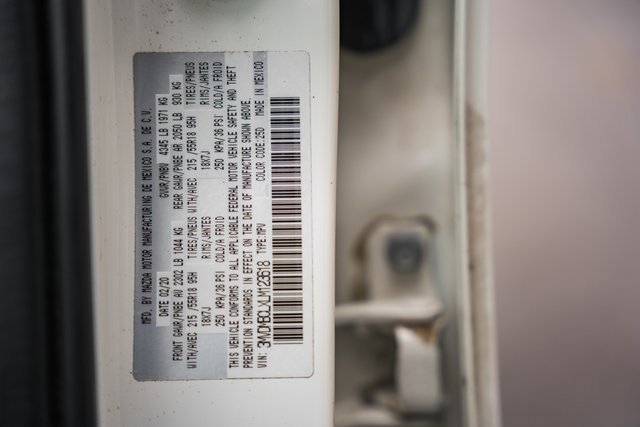 MFD. BY MAZDA MOTOR MANUFACTURING DE MEXICO S.A. DE C.V.
DATE 02/20 GVWR/PNBV 4345 LB 1971 KG
FRONT GAWR/PNBE AV 2302 LB 1044 KG REAR GAWR/PNBE AR 2050 LB 930 KG
WITH/AVEC 215/55R18 95H TIRES/PNEUS WITH/AVEC 215/55R18 95H TIRES/PNEUS
18X7J RIMS/JANTES 18X7J RIMS/JANTES
250 KPA/36 PSI COLD/A FROID 250 KPA/36 PSI COLD/A FROID
THIS VEHICLE CONFORMS TO ALL APPLICABLE FEDERAL MOTOR VEHICLE SAFETY AND THEFT
PREVENTION STANDARDS IN EFFECT ON THE DATE OF MANUFACTURE SHOWN ABOVE.
VIN: TYPE:MPV COLOR CODE:25D MADE IN MEXICO